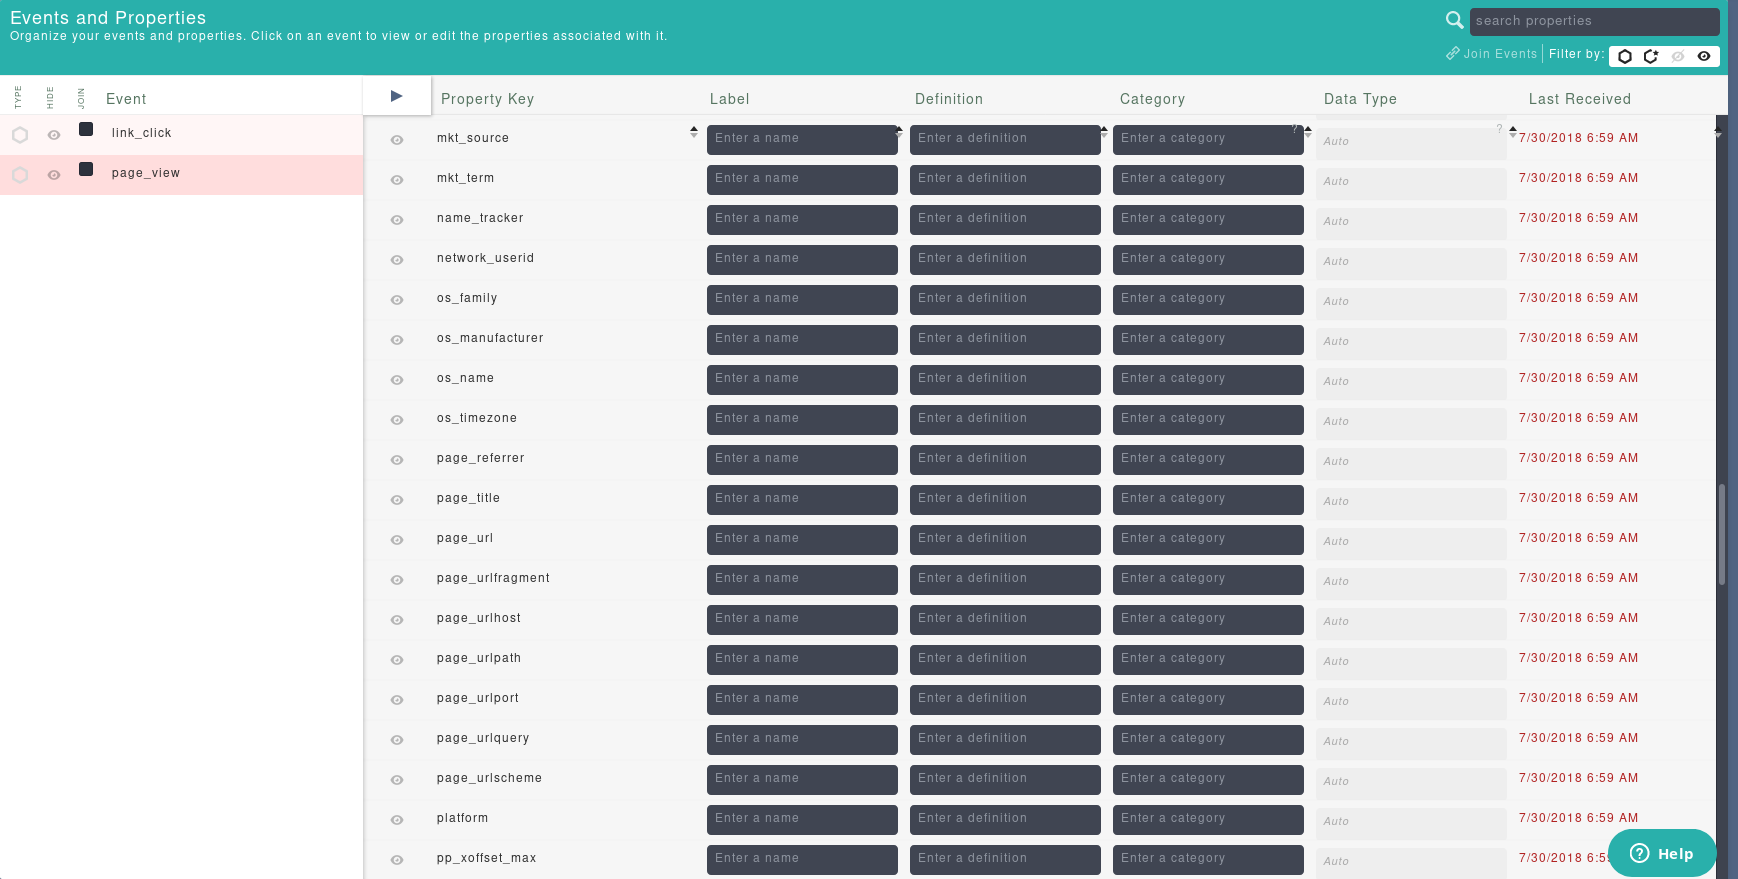 Events and Properties
Organize your events and properties. Click on an event to view or edit the properties associated with it.
search properties
Join Events Filter by:
TYPE HIDE JOIN Event Property Key Label Definition Category Data Type Last Received
link_click
page_view
mkt_source Enter a name Enter a definition Enter a category ? Auto ? 7/30/2018 6:59 AM
mkt_term Enter a name Enter a definition Enter a category Auto 7/30/2018 6:59 AM
name_tracker Enter a name Enter a definition Enter a category Auto 7/30/2018 6:59 AM
network_userid Enter a name Enter a definition Enter a category Auto 7/30/2018 6:59 AM
os_family Enter a name Enter a definition Enter a category Auto 7/30/2018 6:59 AM
os_manufacturer Enter a name Enter a definition Enter a category Auto 7/30/2018 6:59 AM
os_name Enter a name Enter a definition Enter a category Auto 7/30/2018 6:59 AM
os_timezone Enter a name Enter a definition Enter a category Auto 7/30/2018 6:59 AM
page_referrer Enter a name Enter a definition Enter a category Auto 7/30/2018 6:59 AM
page_title Enter a name Enter a definition Enter a category Auto 7/30/2018 6:59 AM
page_url Enter a name Enter a definition Enter a category Auto 7/30/2018 6:59 AM
page_urlfragment Enter a name Enter a definition Enter a category Auto 7/30/2018 6:59 AM
page_urlhost Enter a name Enter a definition Enter a category Auto 7/30/2018 6:59 AM
page_urlpath Enter a name Enter a definition Enter a category Auto 7/30/2018 6:59 AM
page_urlport Enter a name Enter a definition Enter a category Auto 7/30/2018 6:59 AM
page_urlquery Enter a name Enter a definition Enter a category Auto 7/30/2018 6:59 AM
page_urlscheme Enter a name Enter a definition Enter a category Auto 7/30/2018 6:59 AM
platform Enter a name Enter a definition Enter a category Auto 7/30/2018 6:59 AM
pp_xoffset_max Enter a name Enter a definition Enter a category Auto 7/30/2018
Help